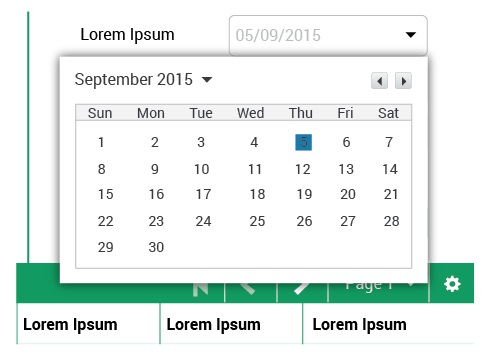 Lorem Ipsum 05/09/2015
September 2015
Sun Mon Tue Wed Thu Fri Sat
1 2 3 4 5 6 7
8 9 10 11 12 13 14
15 16 17 18 19 20 21
22 23 24 25 26 27 28
29 30
Page 1
Lorem Ipsum Lorem Ipsum Lorem Ipsum